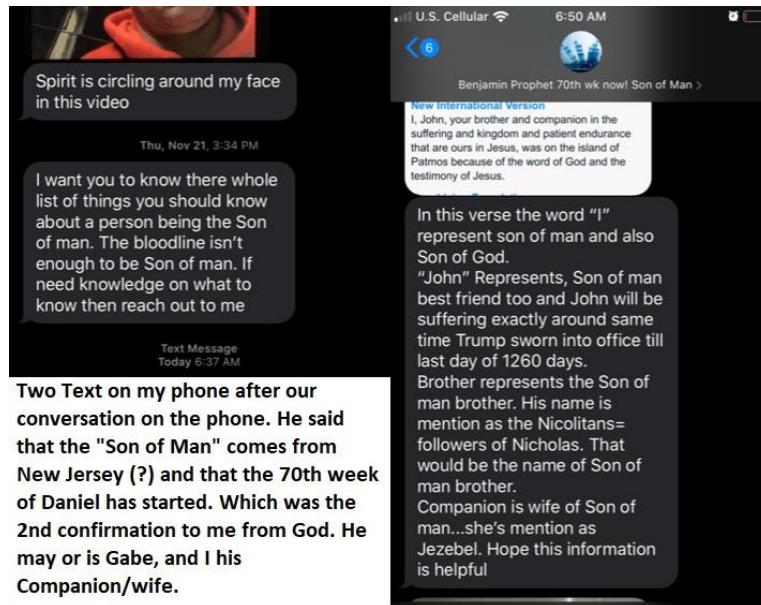 Spirit is circling around my face
in this video
Thu, Nov 21, 3:34 PM
I want you to know there whole
list of things you should know
about a person being the Son
of man. The bloodline isn’t
enough to be Son of man. If
need knowledge on what to
know then reach out to me
Text Message
Today 6:37 AM
Two Text on my phone after our
conversation on the phone. He said
that the "Son of Man" comes from
New Jersey (?) and that the 70th week
of Daniel has started. Which was the
2nd confirmation to me from God. He
may or is Gabe, and I his
Companion/wife.
U.S. Cellular 6:50 AM
6
Benjamin Prophet 70th wk now! Son of Man >
New International Version
I, John, your brother and companion in the
suffering and kingdom and patient endurance
that are ours in Jesus, was on the island of
Patmos because of the word of God and the
testimony of Jesus.
In this verse the word “I”
represent son of man and also
Son of God.
“John” Represents, Son of man
best friend too and John will be
suffering exactly around same
time Trump sworn into office till
last day of 1260 days.
Brother represents the Son of
man brother. His name is
mention as the Nicolitans=
followers of Nicholas. That
would be the name of Son of
man brother.
Companion is wife of Son of
man...she’s mention as
Jezebel. Hope this information
is helpful